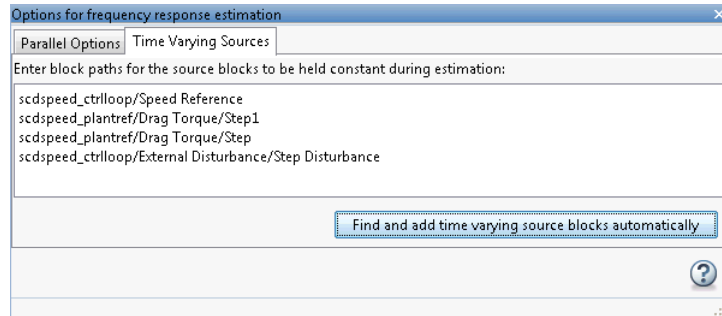 Options for frequency response estimation
Parallel Options Time Varying Sources
Enter block paths for the source blocks to be held constant during estimation:
scdspeed_ctrlloop/Speed Reference
scdspeed_plantref/Drag Torque/Step1
scdspeed_plantref/Drag Torque/Step
scdspeed_ctrlloop/External Disturbance/Step Disturbance
Find and add time varying source blocks automatically
?